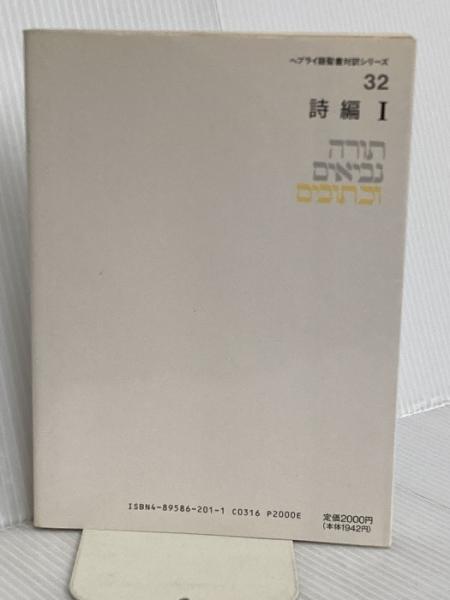 ヘブライ語聖書対訳シリーズ
32
詩編 I
תורה
נביאים
וכתובים
ISBN4-89586-201-1 C0316 P2000E
定価2000円
(本体1942円)